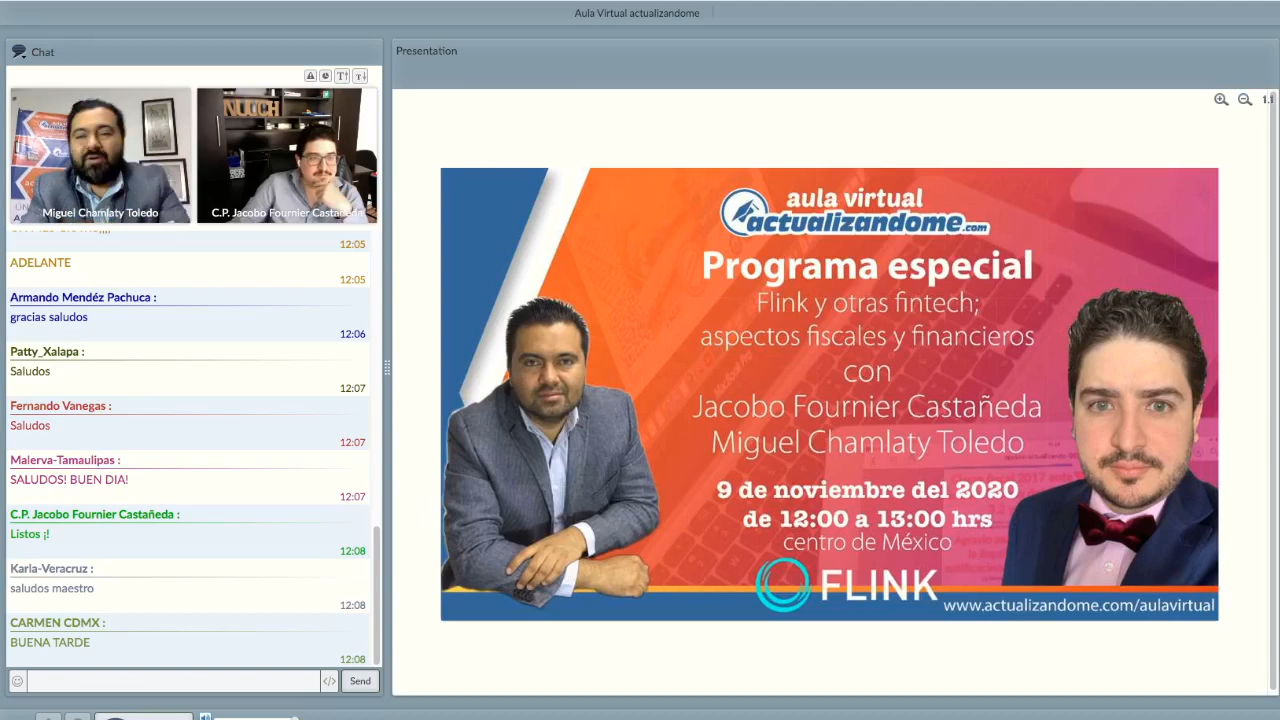 Aula Virtual actualizandome
Chat
Miguel Chamlaty Toledo
C.P. Jacobo Fournier Castañeda
12:05
ADELANTE
12:05
Armando Mendéz Pachuca :
gracias saludos
12:06
Patty_Xalapa :
Saludos
12:07
Fernando Vanegas :
Saludos
12:07
Malerva-Tamaulipas :
SALUDOS! BUEN DIA!
12:07
C.P. Jacobo Fournier Castañeda :
Listos ¡!
12:08
Karla-Veracruz :
saludos maestro
12:08
CARMEN CDMX :
BUENA TARDE
12:08
Send
Presentation
aula virtual
actualizandome.com
Programa especial
Flink y otras fintech;
aspectos fiscales y financieros
con
Jacobo Fournier Castañeda
Miguel Chamlaty Toledo
9 de noviembre del 2020
de 12:00 a 13:00 hrs
centro de México
FLINK
www.actualizandome.com/aulavirtual